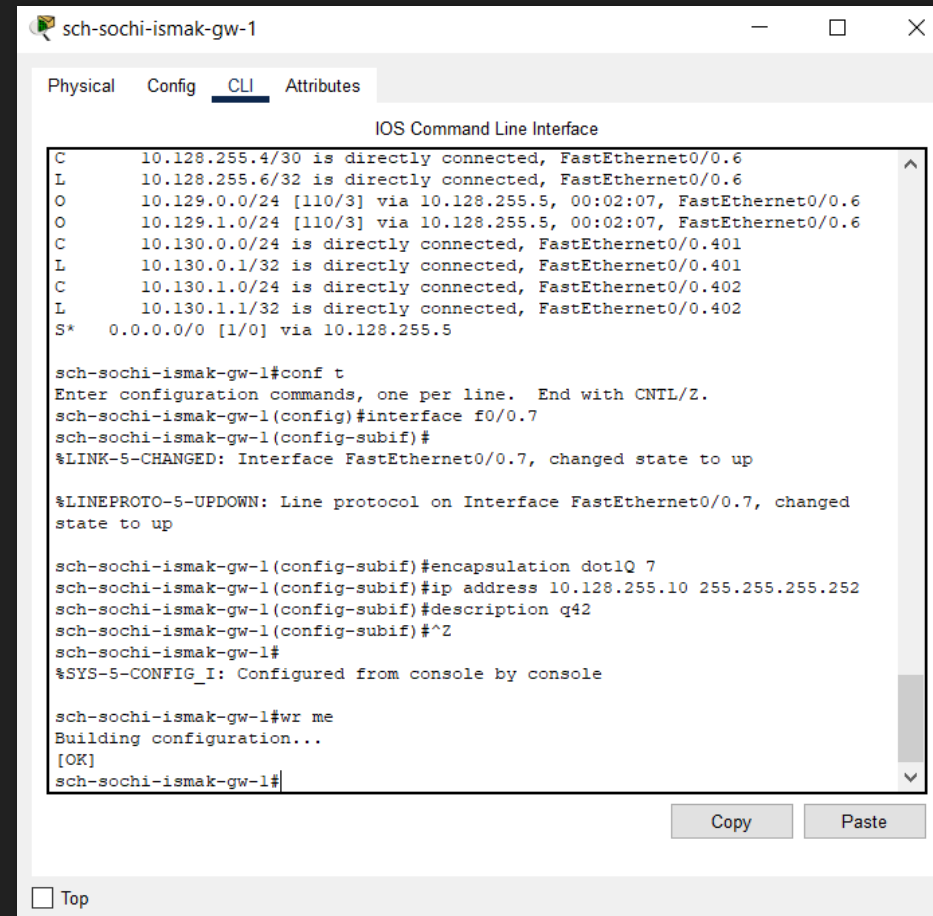 sch-sochi-ismak-gw-1
Physical Config CLI Attributes
IOS Command Line Interface
C 10.128.255.4/30 is directly connected, FastEthernet0/0.6
L 10.128.255.6/32 is directly connected, FastEthernet0/0.6
O 10.129.0.0/24 [110/3] via 10.128.255.5, 00:02:07, FastEthernet0/0.6
O 10.129.1.0/24 [110/3] via 10.128.255.5, 00:02:07, FastEthernet0/0.6
C 10.130.0.0/24 is directly connected, FastEthernet0/0.401
L 10.130.0.1/32 is directly connected, FastEthernet0/0.401
C 10.130.1.0/24 is directly connected, FastEthernet0/0.402
L 10.130.1.1/32 is directly connected, FastEthernet0/0.402
S* 0.0.0.0/0 [1/0] via 10.128.255.5
sch-sochi-ismak-gw-1#conf t
Enter configuration commands, one per line. End with CNTL/Z.
sch-sochi-ismak-gw-1(config)#interface f0/0.7
sch-sochi-ismak-gw-1(config-subif)#
%LINK-5-CHANGED: Interface FastEthernet0/0.7, changed state to up
%LINEPROTO-5-UPDOWN: Line protocol on Interface FastEthernet0/0.7, changed
state to up
sch-sochi-ismak-gw-1(config-subif)#encapsulation dot1Q 7
sch-sochi-ismak-gw-1(config-subif)#ip address 10.128.255.10 255.255.255.252
sch-sochi-ismak-gw-1(config-subif)#description q42
sch-sochi-ismak-gw-1(config-subif)#^Z
sch-sochi-ismak-gw-1#
%SYS-5-CONFIG_I: Configured from console by console
sch-sochi-ismak-gw-1#wr me
Building configuration...
[OK]
sch-sochi-ismak-gw-1#
Copy Paste
Top